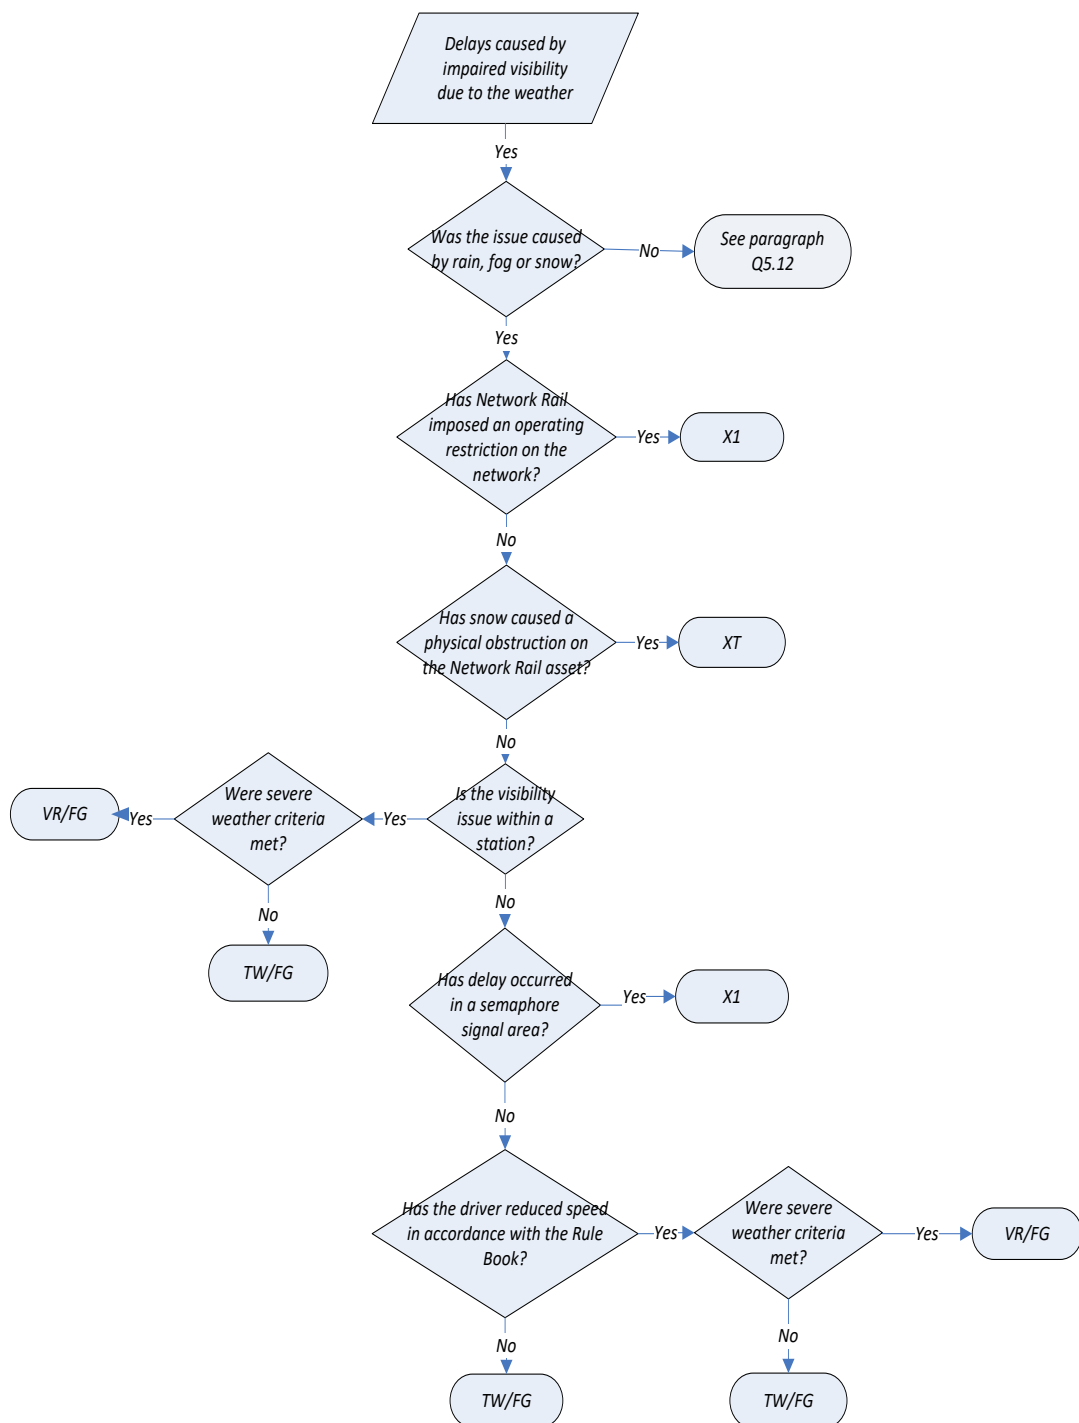 Delays caused by
impaired visibility
due to the weather
Yes
Was the issue caused
by rain, fog or snow?
No
See paragraph
Q5.12
Yes
Has Network Rail
imposed an operating
restriction on the
network?
Yes
X1
No
Has snow caused a
physical obstruction on
the Network Rail asset?
Yes
XT
No
Is the visibility
issue within a
station?
Yes
Were severe
weather criteria
met?
Yes
VR/FG
No
TW/FG
No
Has delay occurred
in a semaphore
signal area?
Yes
X1
No
Has the driver reduced speed
in accordance with the Rule
Book?
Yes
Were severe
weather criteria
met?
Yes
VR/FG
No
TW/FG
No
TW/FG